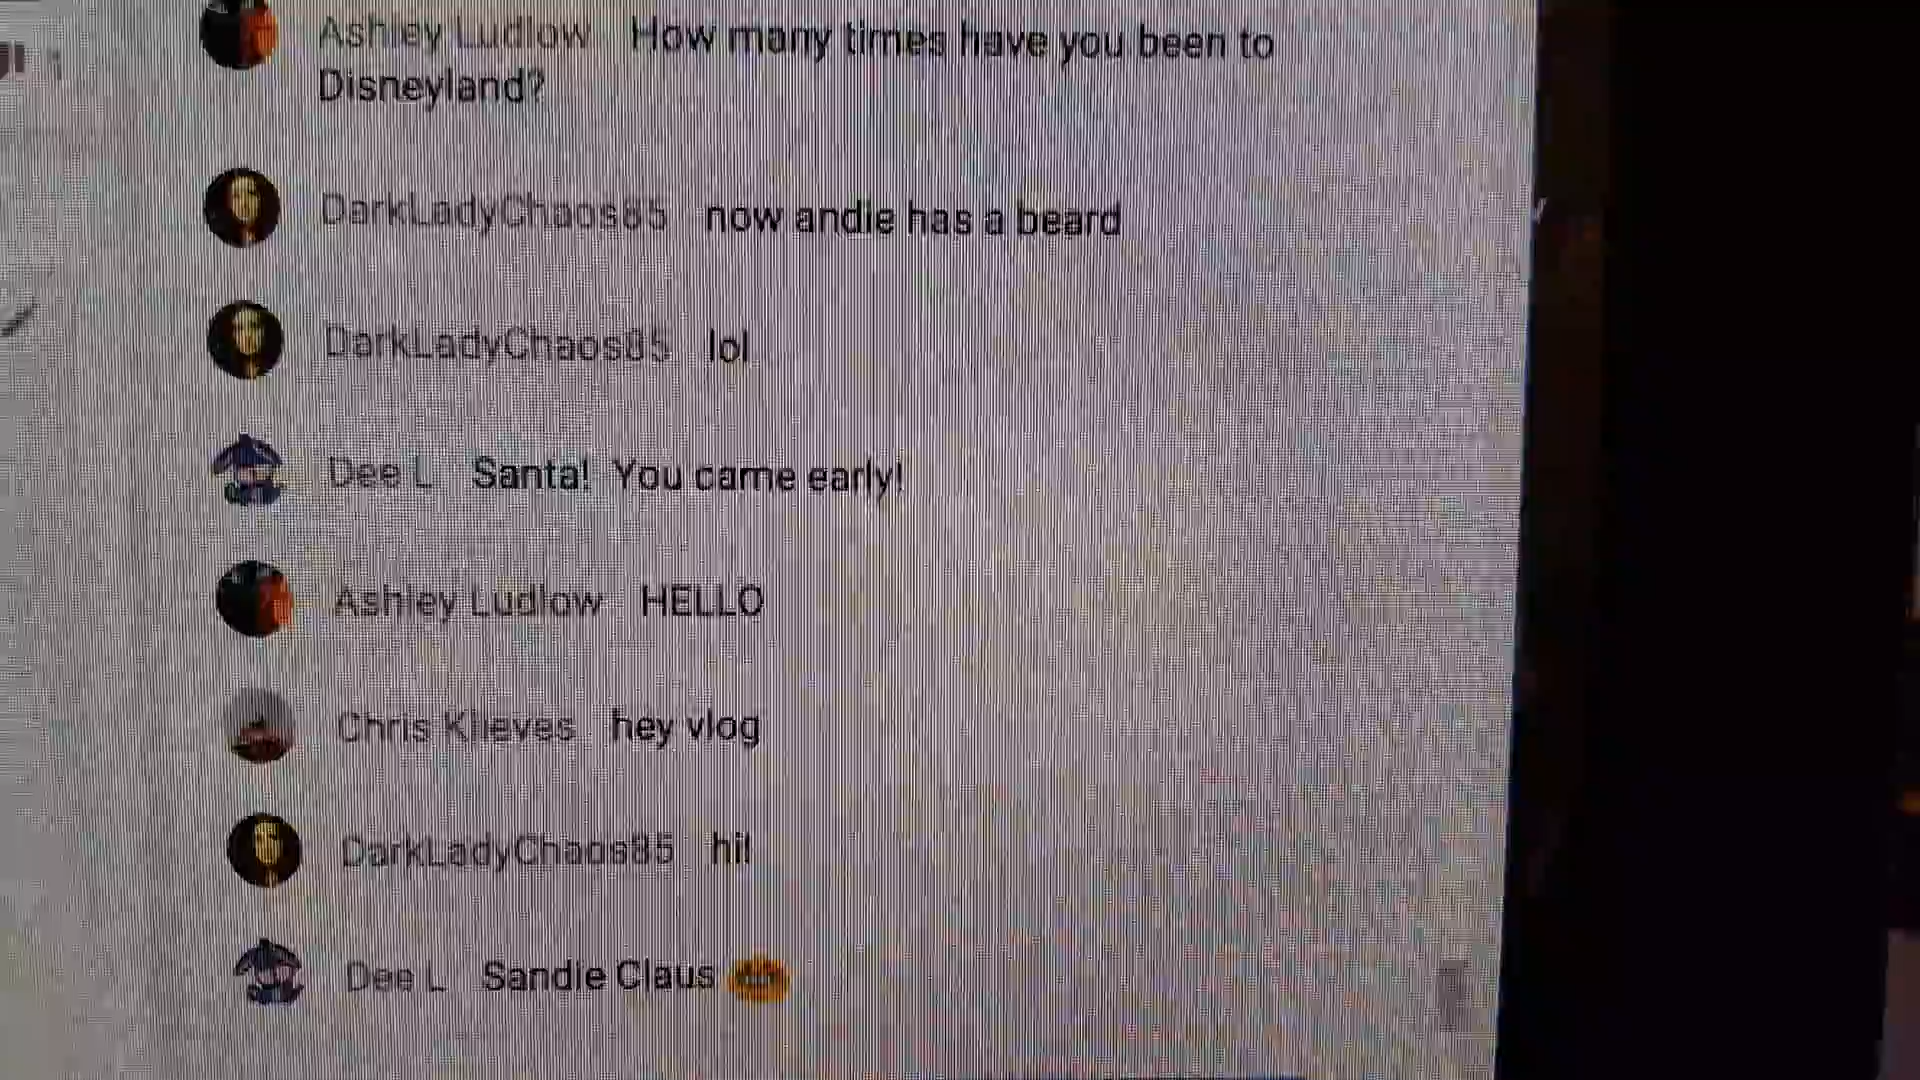 Ashley Ludlow How many times have you been to
Disneyland?
DarkLadyChaos85 now andie has a beard
DarkLadyChaos85 lol
Dee L Santa! You came early!
Ashley Ludlow HELLO
Chris Klieves hey vlog
DarkLadyChaos85 hi!
Dee L Sandie Claus